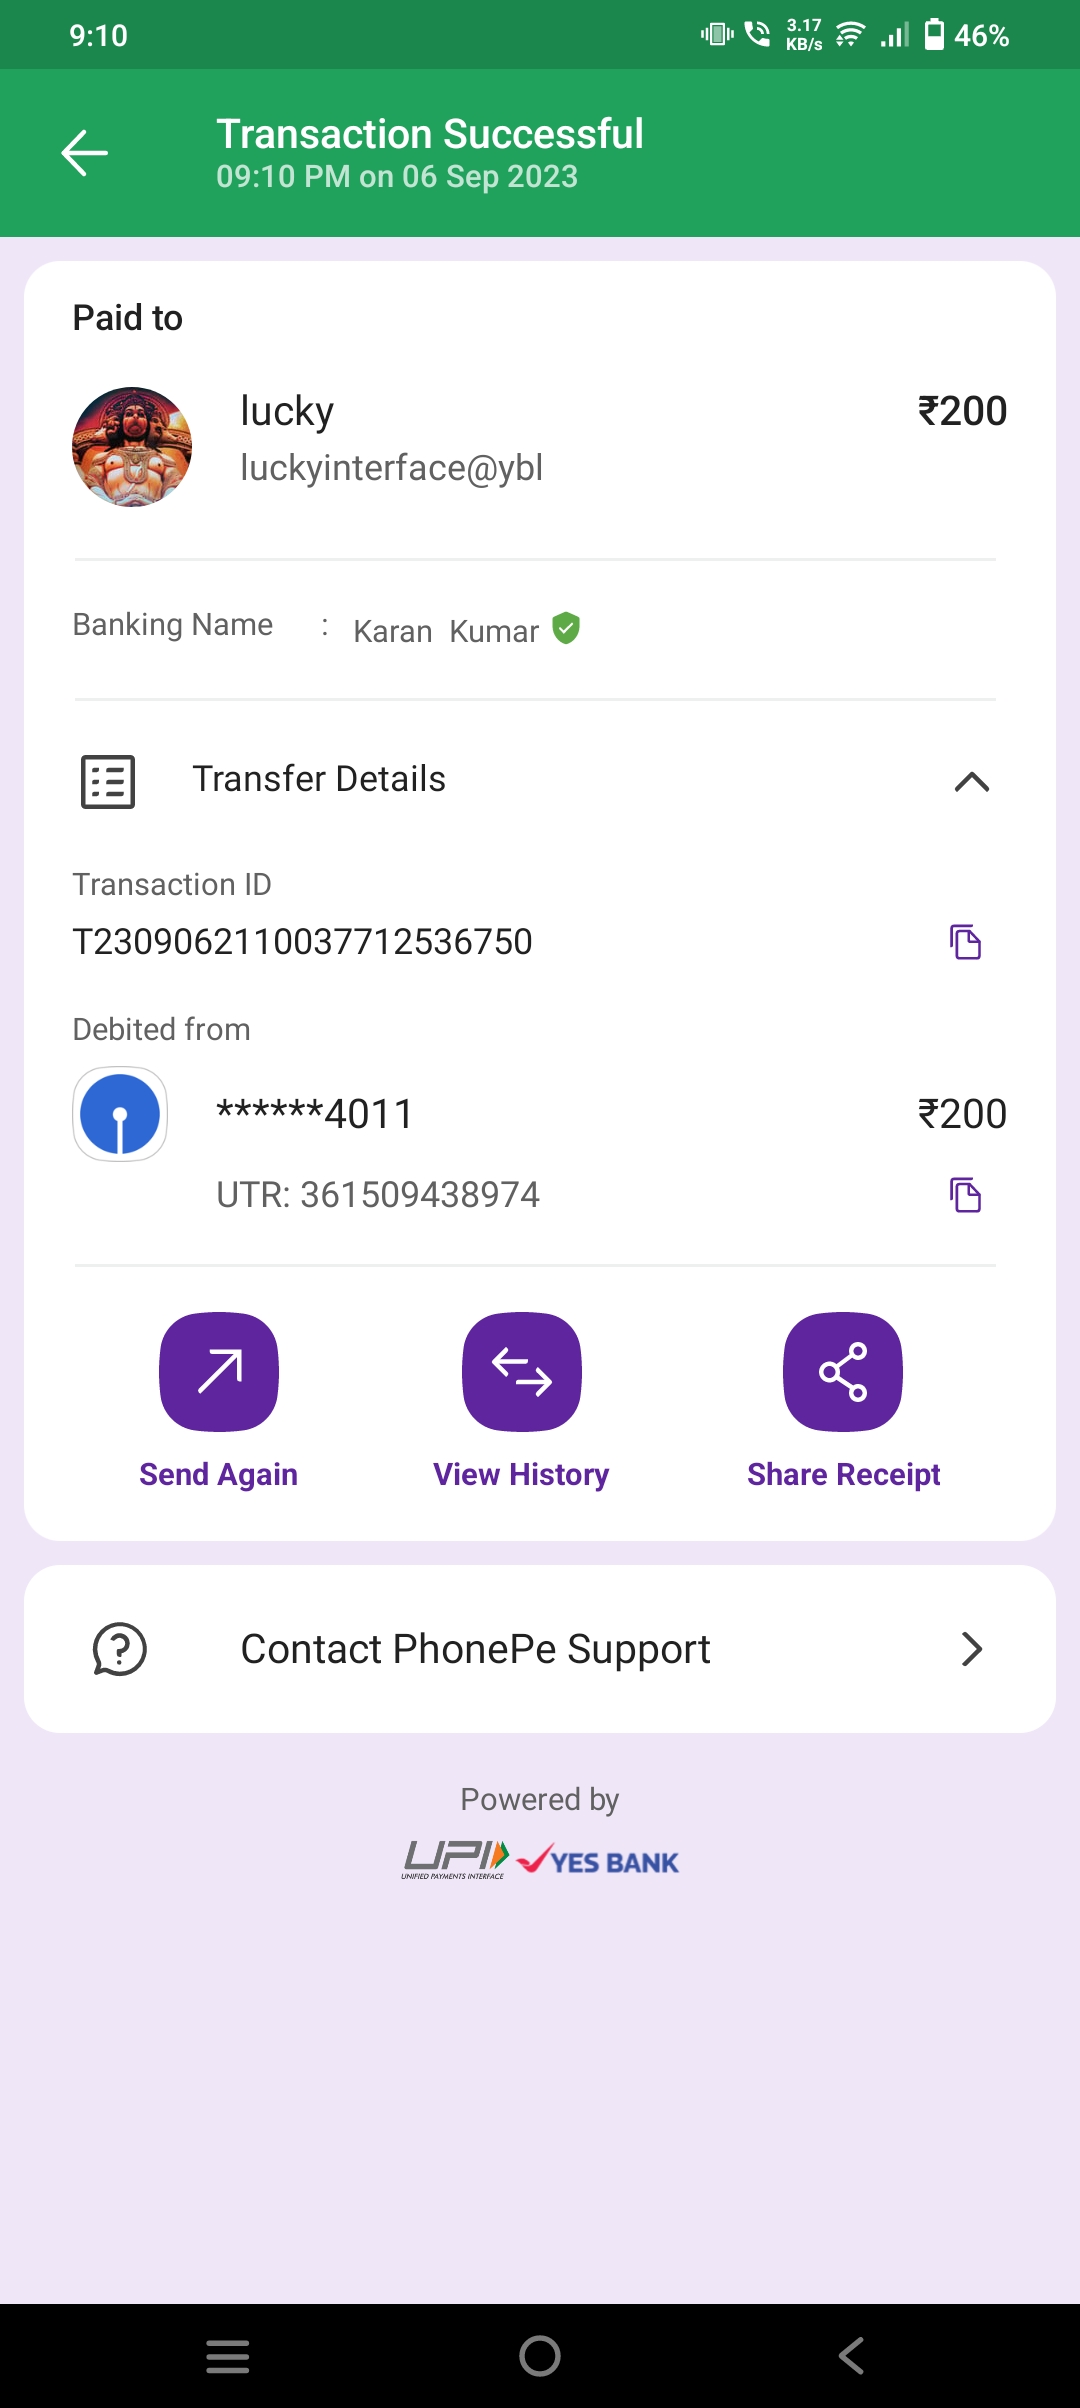 9:10
3.17
KB/s
46%
Transaction Successful
09:10 PM on 06 Sep 2023
Paid to
lucky
₹200
luckyinterface@ybl
Banking Name : Karan Kumar
Transfer Details
Transaction ID
T2309062110037712536750
Debited from
******4011
₹200
UTR: 361509438974
Send Again
View History
Share Receipt
Contact PhonePe Support
Powered by
UPI
UNIFIED PAYMENTS INTERFACE
YES BANK